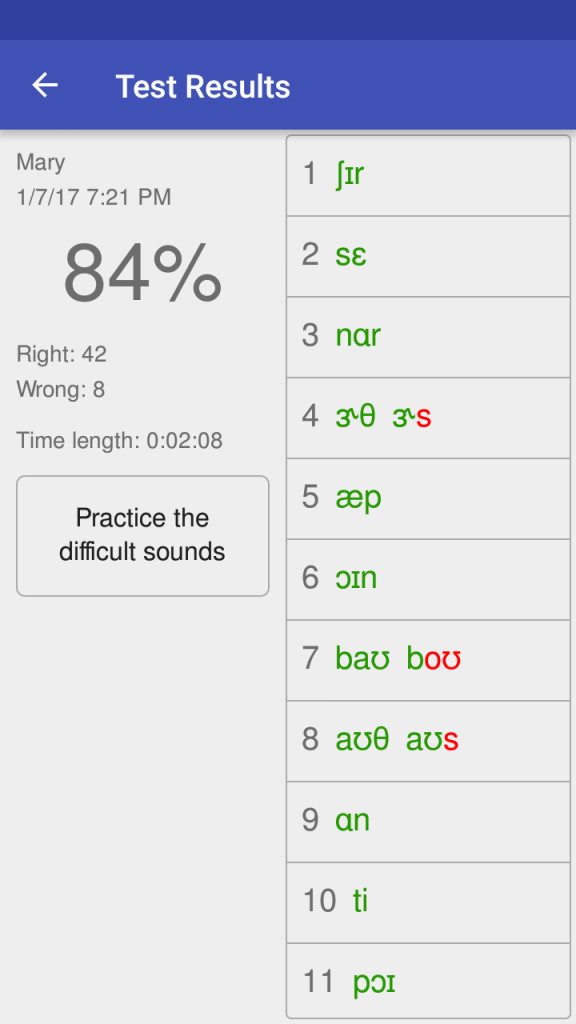 Test Results
Mary
1/7/17 7:21 PM
84%
Right: 42
Wrong: 8
Time length: 0:02:08
Practice the
difficult sounds
1 ʃɪr
2 sɛ
3 nɑr
4 ɝθ ɝs
5 æp
6 ɔɪn
7 baʊ boʊ
8 aʊθ aʊs
9 ɑn
10 ti
11 pɔɪ